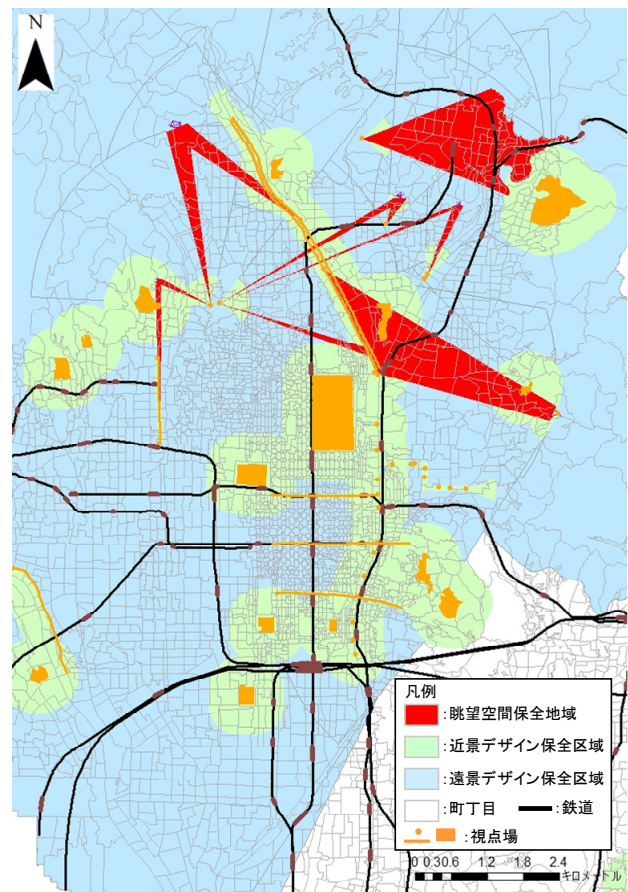 N
凡例
:眺望空間保全地域
:近景デザイン保全区域
:遠景デザイン保全区域
:町丁目 :鉄道
:視点場
0 0.30.6 1.2 1.8 2.4
キロメートル